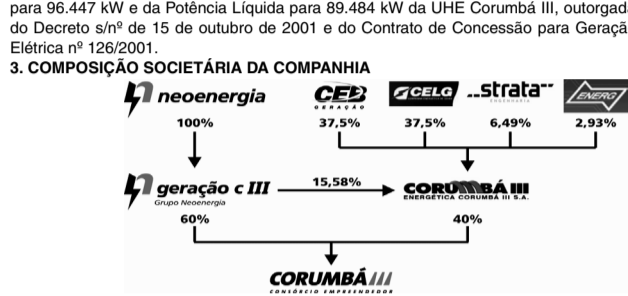 para 96.447 kW e da Potência Líquida para 89.484 kW da UHE Corumbá III, outorgad
do Decreto s/nº de 15 de outubro de 2001 e do Contrato de Concessão para Geraçã
Elétrica nº 126/2001.
3. COMPOSIÇÃO SOCIETÁRIA DA COMPANHIA
neoenergia CEB GERAÇÃO CELG strata ENGENHARIA ENERG
100% 37,5% 37,5% 6,49% 2,93%
geração c III 15,58% CORUMBÁ III
Grupo Neoenergia ENERGÉTICA CORUMBÁ III S.A.
60% 40%
CORUMBÁ III
CONSÓRCIO EMPREENDEDOR